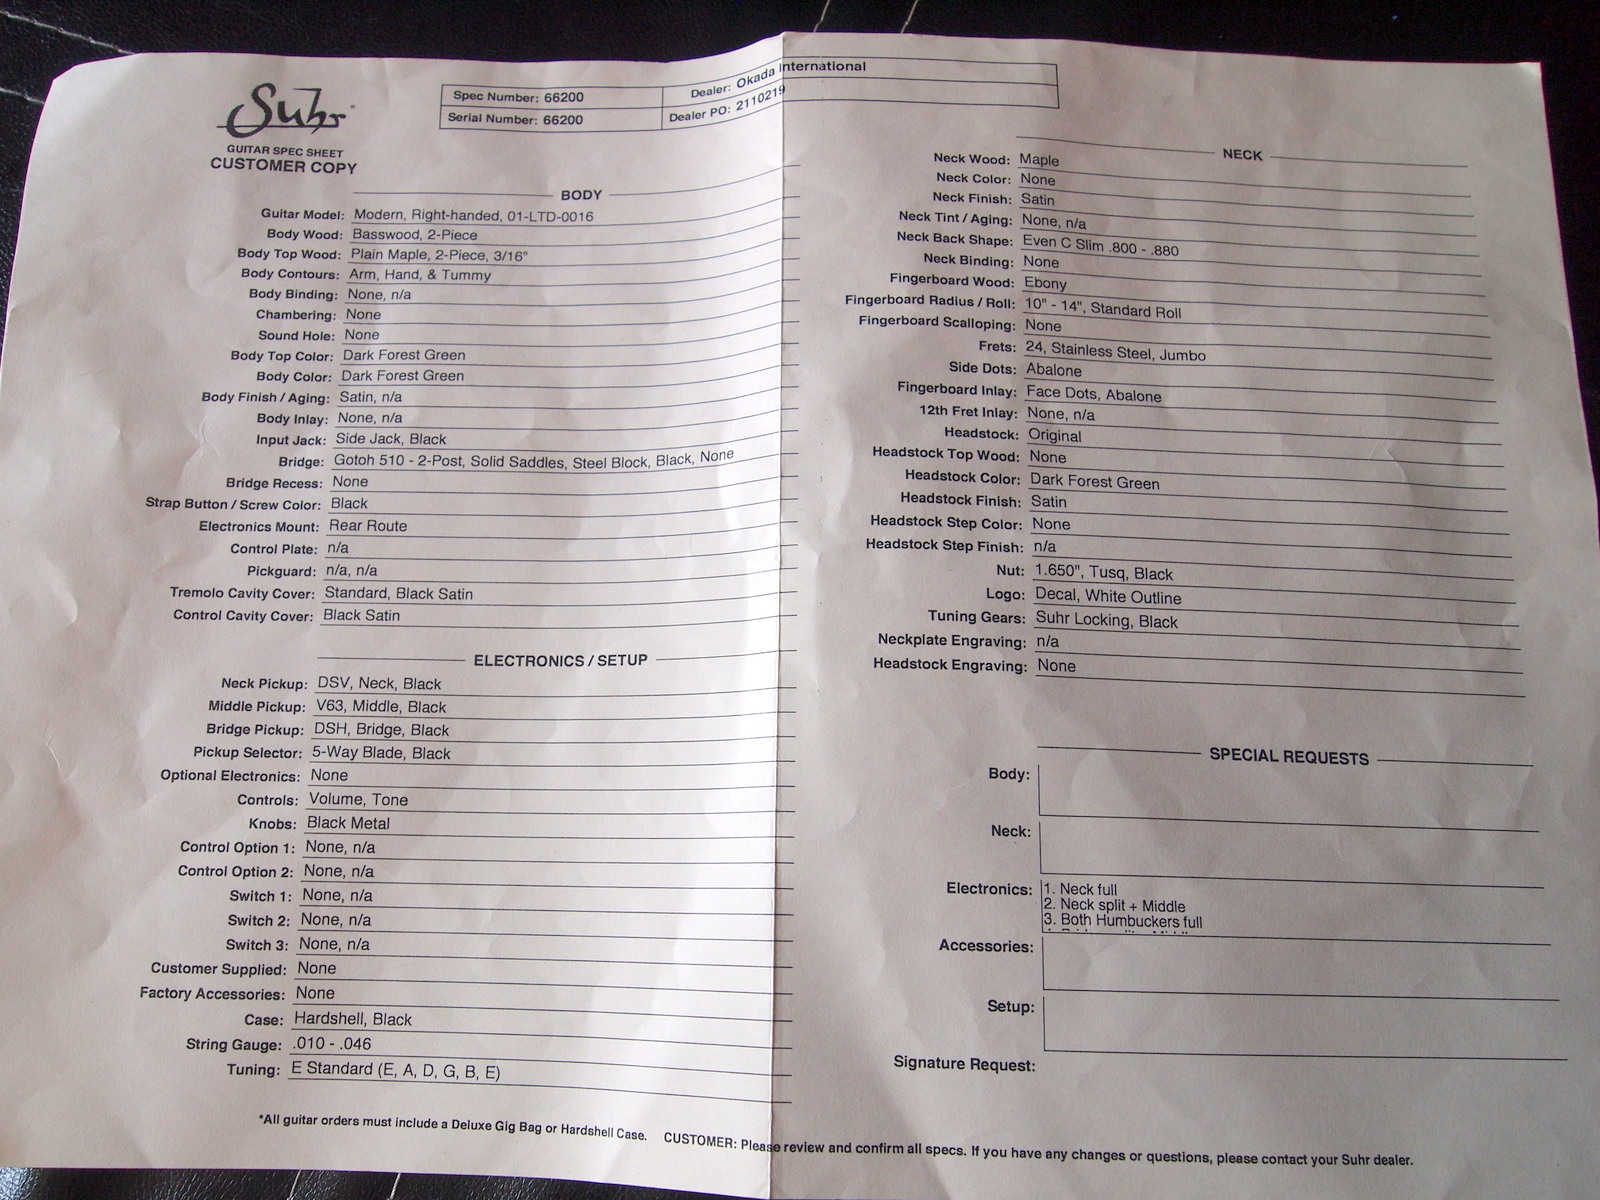 Suhr
GUITAR SPEC SHEET
CUSTOMER COPY
Spec Number: 66200
Serial Number: 66200
Dealer: Okada International
Dealer PO: 2110219
BODY
Guitar Model: Modern, Right-handed, 01-LTD-0016
Body Wood: Basswood, 2-Piece
Body Top Wood: Plain Maple, 2-Piece, 3/16"
Body Contours: Arm, Hand, & Tummy
Body Binding: None, n/a
Chambering: None
Sound Hole: None
Body Top Color: Dark Forest Green
Body Color: Dark Forest Green
Body Finish / Aging: Satin, n/a
Body Inlay: None, n/a
Input Jack: Side Jack, Black
Bridge: Gotoh 510 - 2-Post, Solid Saddles, Steel Block, Black, None
Bridge Recess: None
Strap Button / Screw Color: Black
Electronics Mount: Rear Route
Control Plate: n/a
Pickguard: n/a, n/a
Tremolo Cavity Cover: Standard, Black Satin
Control Cavity Cover: Black Satin
ELECTRONICS / SETUP
Neck Pickup: DSV, Neck, Black
Middle Pickup: V63, Middle, Black
Bridge Pickup: DSH, Bridge, Black
Pickup Selector: 5-Way Blade, Black
Optional Electronics: None
Controls: Volume, Tone
Knobs: Black Metal
Control Option 1: None, n/a
Control Option 2: None, n/a
Switch 1: None, n/a
Switch 2: None, n/a
Switch 3: None, n/a
Customer Supplied: None
Factory Accessories: None
Case: Hardshell, Black
String Gauge: .010 - .046
Tuning: E Standard (E, A, D, G, B, E)
NECK
Neck Wood: Maple
Neck Color: None
Neck Finish: Satin
Neck Tint / Aging: None, n/a
Neck Back Shape: Even C Slim .800 - .880
Neck Binding: None
Fingerboard Wood: Ebony
Fingerboard Radius / Roll: 10" - 14", Standard Roll
Fingerboard Scalloping: None
Frets: 24, Stainless Steel, Jumbo
Side Dots: Abalone
Fingerboard Inlay: Face Dots, Abalone
12th Fret Inlay: None, n/a
Headstock: Original
Headstock Top Wood: None
Headstock Color: Dark Forest Green
Headstock Finish: Satin
Headstock Step Color: None
Headstock Step Finish: n/a
Nut: 1.650", Tusq, Black
Logo: Decal, White Outline
Tuning Gears: Suhr Locking, Black
Neckplate Engraving: n/a
Headstock Engraving: None
SPECIAL REQUESTS
Body:
Neck:
Electronics: 1. Neck full
2. Neck split + Middle
3. Both Humbuckers full
Accessories:
Setup:
Signature Request:
*All guitar orders must include a Deluxe Gig Bag or Hardshell Case. CUSTOMER: Please review and confirm all specs. If you have any changes or questions, please contact your Suhr dealer.